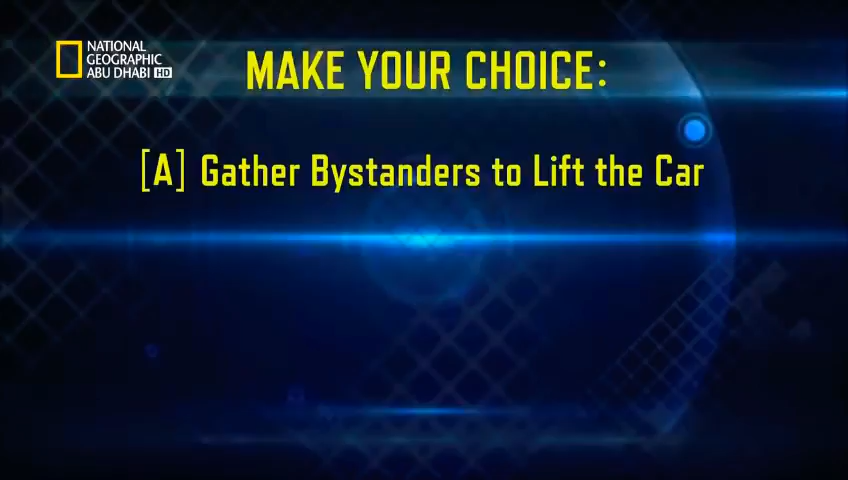 NATIONAL
GEOGRAPHIC
ABU DHABI HD
MAKE YOUR CHOICE:
[A] Gather Bystanders to Lift the Car